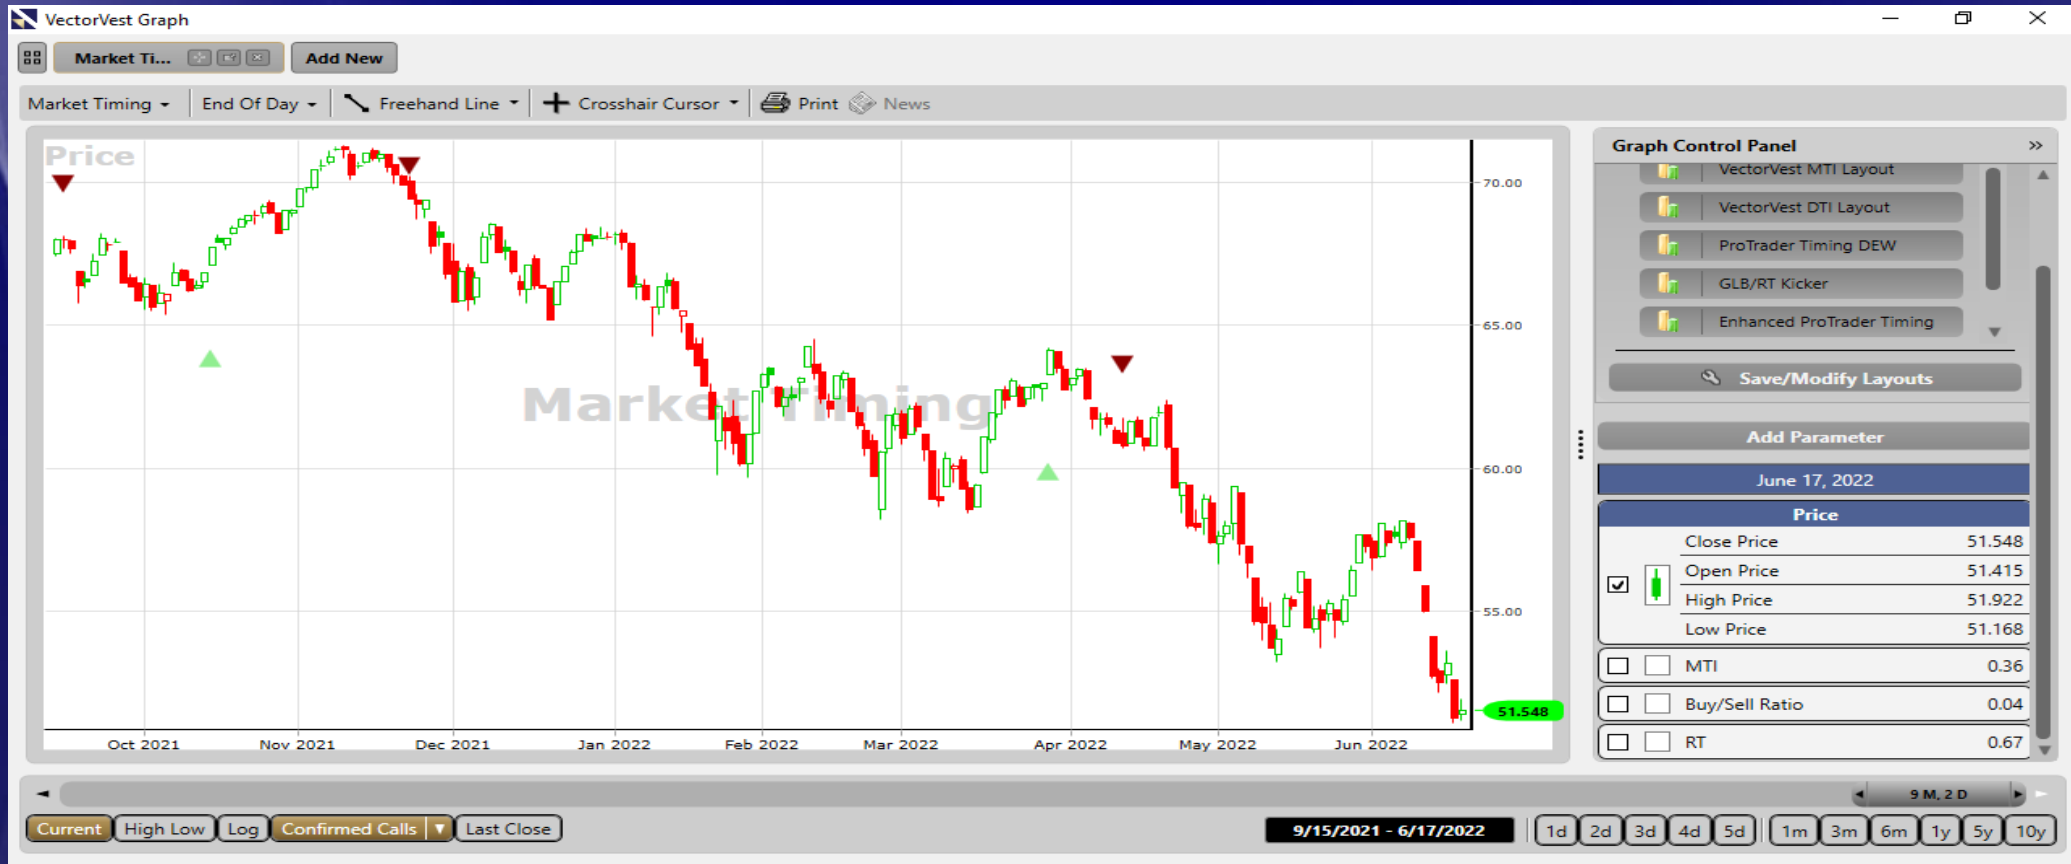 VectorVest Graph
Market Ti... Add New
Market Timing End Of Day Freehand Line Crosshair Cursor Print News
Price
Market Timing
70.00
65.00
60.00
55.00
51.548
Oct 2021 Nov 2021 Dec 2021 Jan 2022 Feb 2022 Mar 2022 Apr 2022 May 2022 Jun 2022
Graph Control Panel »
VectorVest MTI Layout
VectorVest DTI Layout
ProTrader Timing DEW
GLB/RT Kicker
Enhanced ProTrader Timing
Save/Modify Layouts
Add Parameter
June 17, 2022
Price
Close Price 51.548
Open Price 51.415
High Price 51.922
Low Price 51.168
MTI 0.36
Buy/Sell Ratio 0.04
RT 0.67
9 M, 2 D
Current High Low Log Confirmed Calls Last Close 9/15/2021 - 6/17/2022 1d 2d 3d 4d 5d 1m 3m 6m 1y 5y 10y